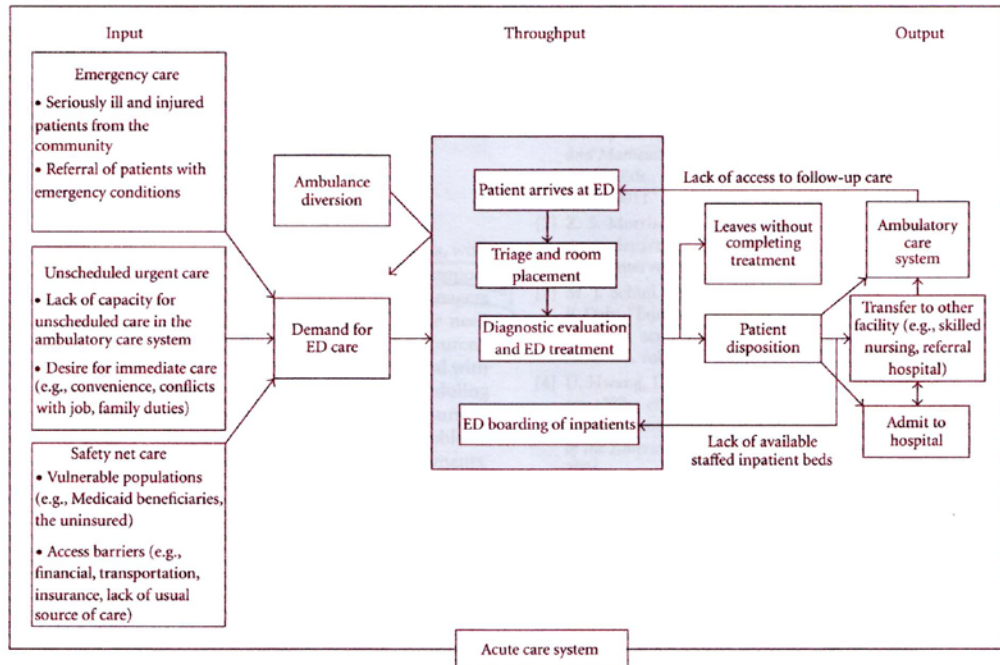 Input
Throughput
Output
Emergency care
• Seriously ill and injured
patients from the
community
• Referral of patients with
emergency conditions
Unscheduled urgent care
• Lack of capacity for
unscheduled care in the
ambulatory care system
• Desire for immediate care
(e.g., convenience, conflicts
with job, family duties)
Safety net care
• Vulnerable populations
(e.g., Medicaid beneficiaries,
the uninsured)
• Access barriers (e.g.,
financial, transportation,
insurance, lack of usual
source of care)
Ambulance
diversion
Demand for
ED care
Patient arrives at ED
Triage and room
placement
Diagnostic evaluation
and ED treatment
ED boarding of inpatients
Lack of access to follow-up care
Leaves without
completing
treatment
Patient
disposition
Lack of available
staffed inpatient beds
Ambulatory
care
system
Transfer to other
facility (e.g., skilled
nursing, referral
hospital)
Admit to
hospital
Acute care system